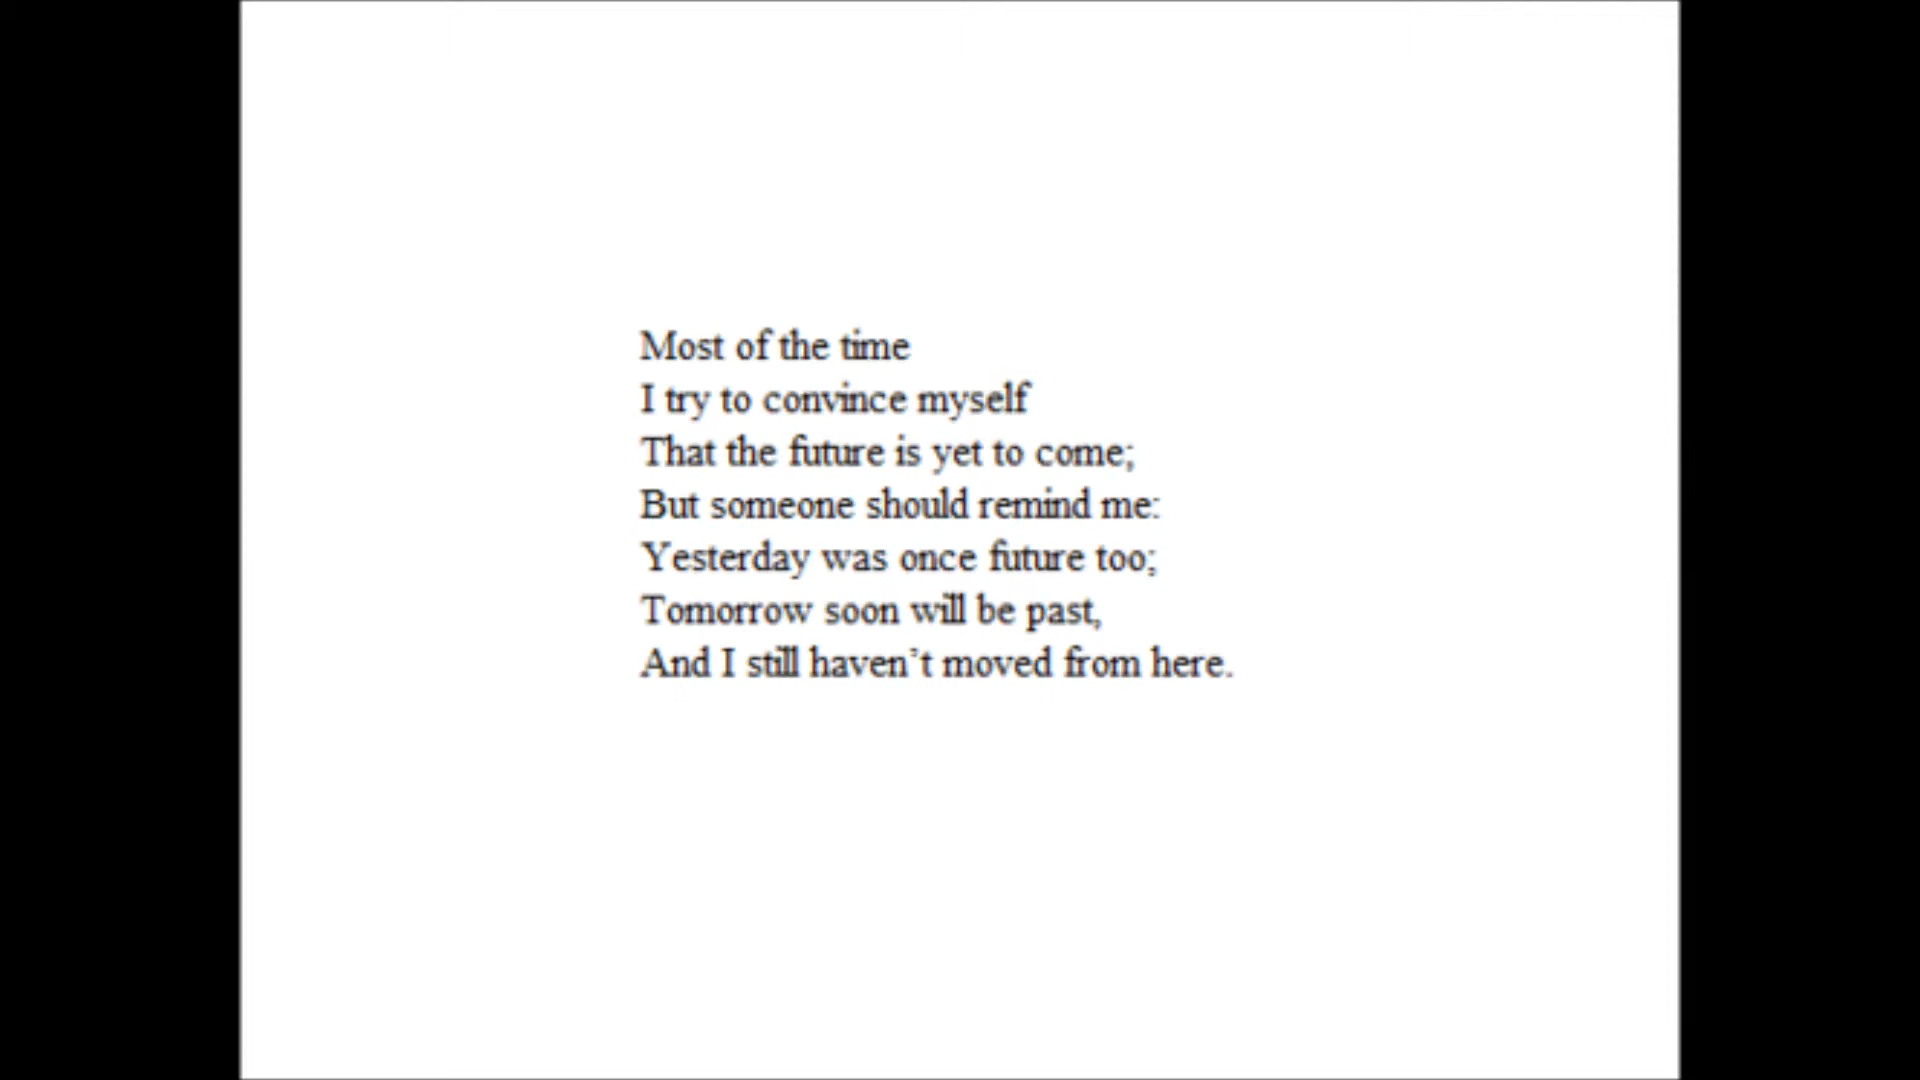 Most of the time
I try to convince myself
That the future is yet to come;
But someone should remind me:
Yesterday was once future too;
Tomorrow soon will be past,
And I still haven’t moved from here.